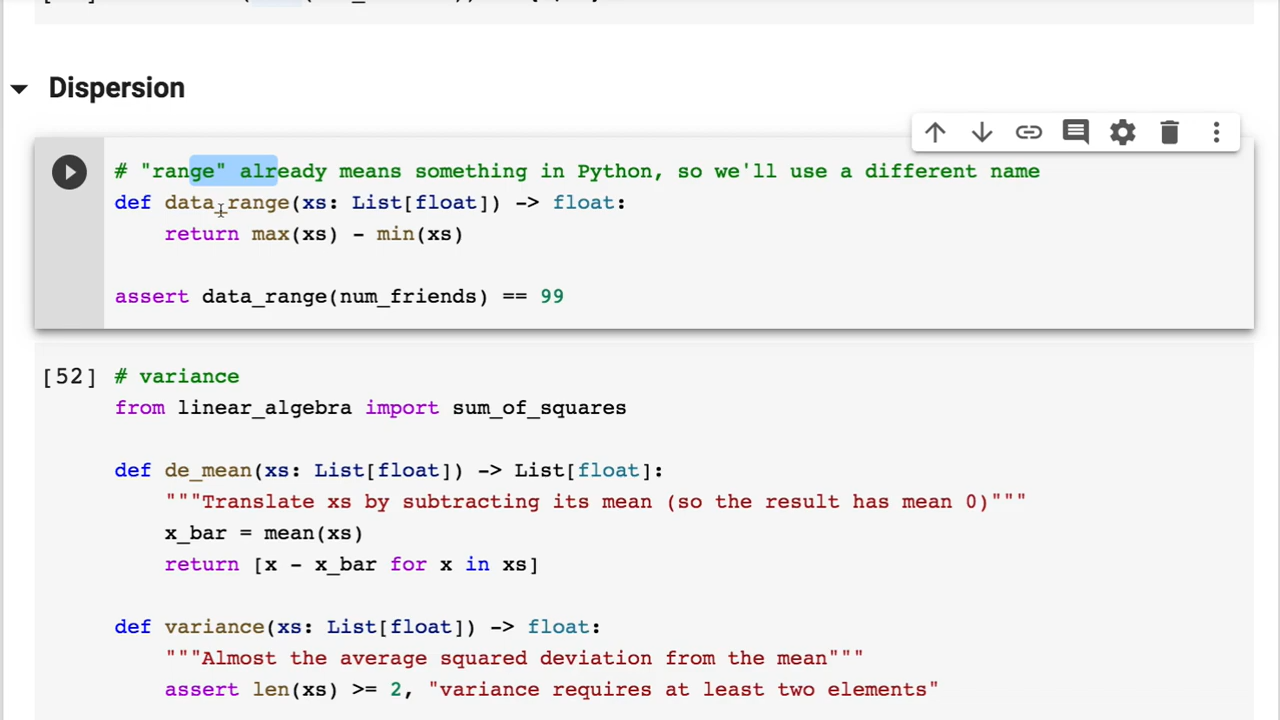 Dispersion
# "range" already means something in Python, so we'll use a different name
def data_range(xs: List[float]) -> float:
return max(xs) - min(xs)
assert data_range(num_friends) == 99
[52] # variance
from linear_algebra import sum_of_squares
def de_mean(xs: List[float]) -> List[float]:
"""Translate xs by subtracting its mean (so the result has mean 0)"""
x_bar = mean(xs)
return [x - x_bar for x in xs]
def variance(xs: List[float]) -> float:
"""Almost the average squared deviation from the mean"""
assert len(xs) >= 2, "variance requires at least two elements"